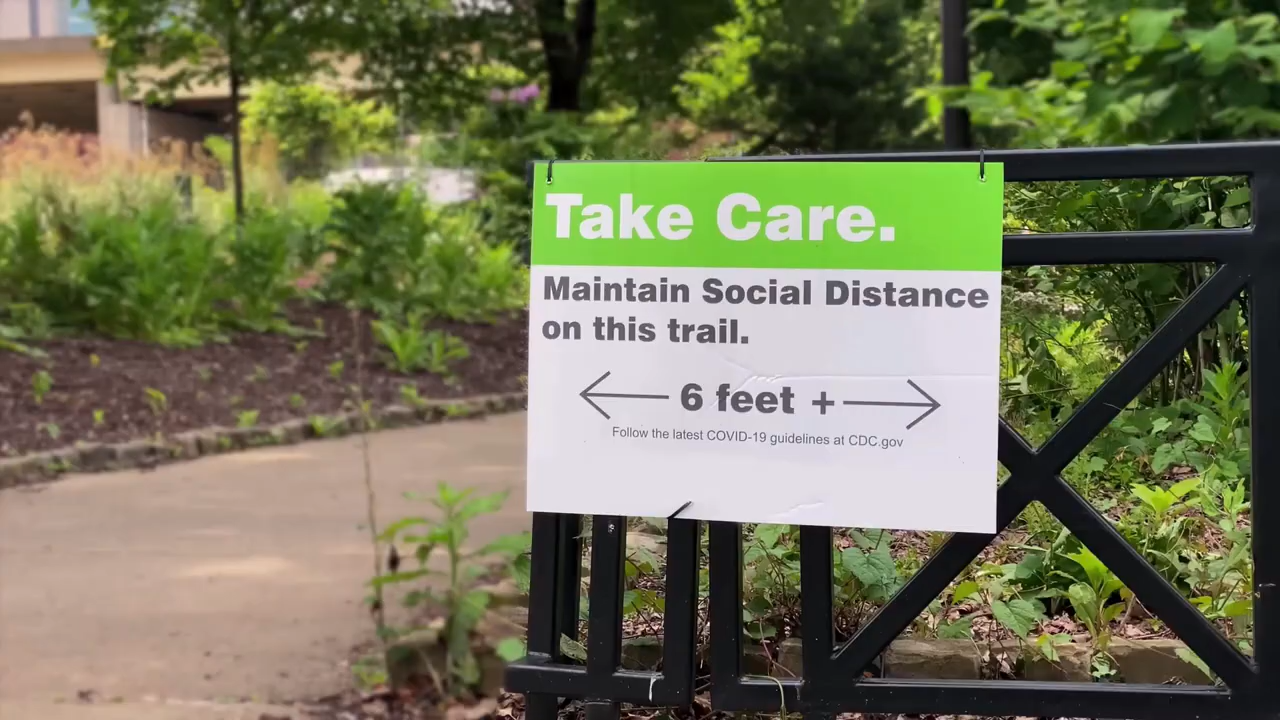 Take Care.
Maintain Social Distance
on this trail.
6 feet +
Follow the latest COVID-19 guidelines at CDC.gov